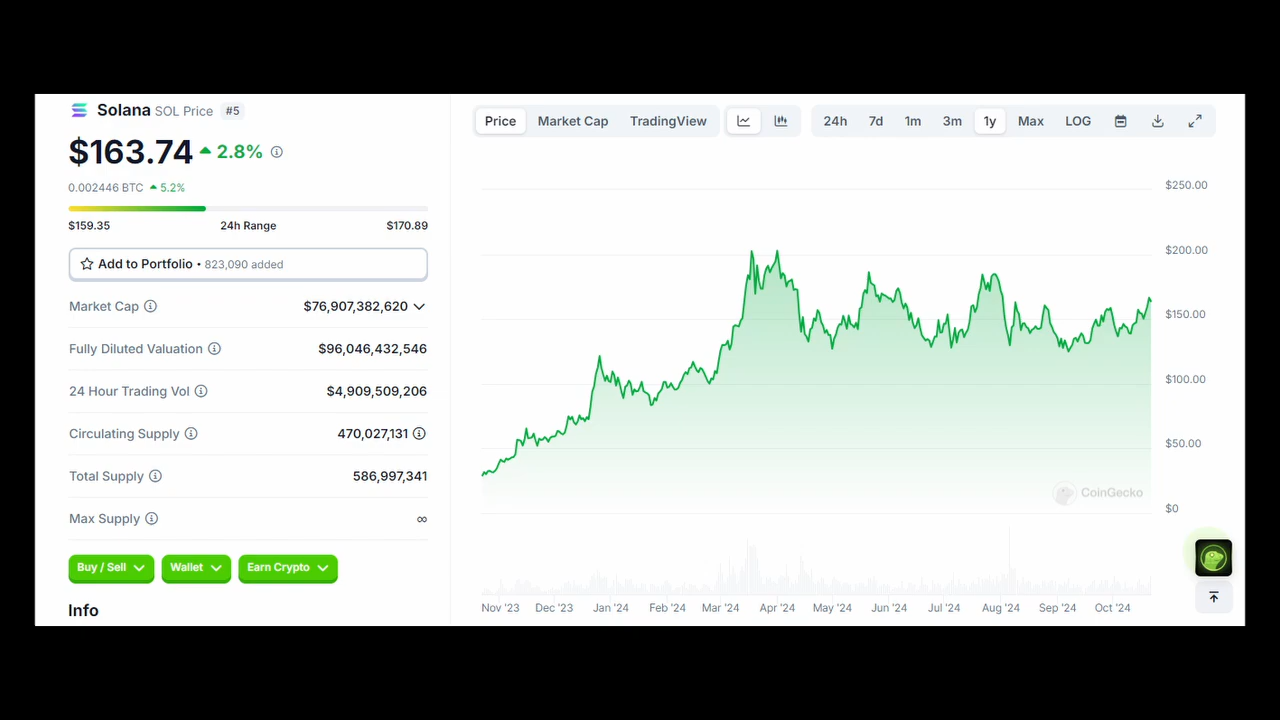 Solana SOL Price #5
$163.74 2.8%
0.002446 BTC 5.2%
$159.35 24h Range $170.89
Add to Portfolio • 823,090 added
Market Cap $76,907,382,620
Fully Diluted Valuation $96,046,432,546
24 Hour Trading Vol $4,909,509,206
Circulating Supply 470,027,131
Total Supply 586,997,341
Max Supply ∞
Buy / Sell Wallet Earn Crypto
Info
Price Market Cap TradingView 24h 7d 1m 3m 1y Max LOG
$250.00
$200.00
$150.00
$100.00
$50.00
$0
CoinGecko
Nov '23 Dec '23 Jan '24 Feb '24 Mar '24 Apr '24 May '24 Jun '24 Jul '24 Aug '24 Sep '24 Oct '24